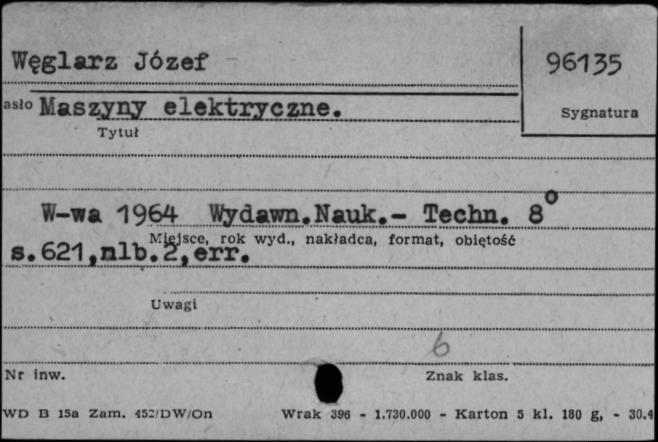 Węglarz Józef
96135
asło Maszyny elektryczne.
Sygnatura
Tytuł
W-wa 1964 Wydawn.Nauk.- Techn. 8°
Miejsce, rok wyd., nakładca, format, obiętość
s.621,nlb.2,err.
Uwagi
6
Nr inw.
Znak klas.
WD B 15a Zam. 452/DW/On Wrak 396 - 1.730.000 - Karton 5 kl. 180 g, - 30.4